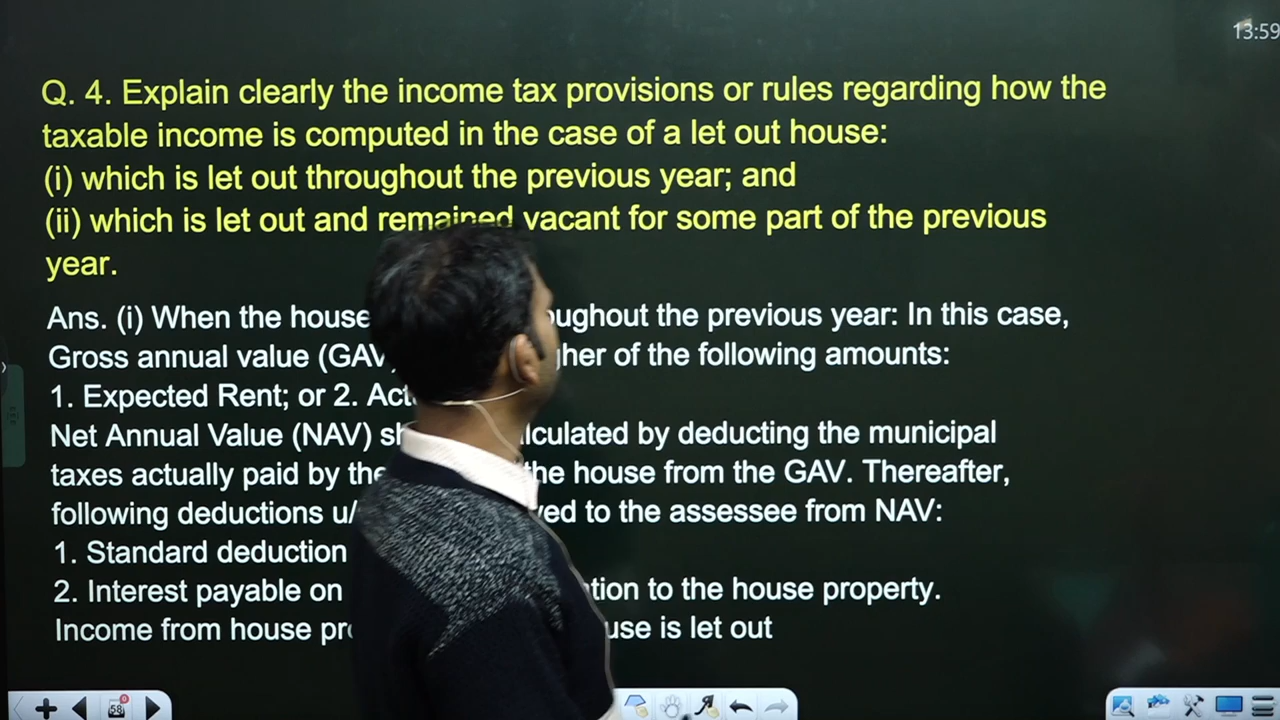 13:59
Q. 4. Explain clearly the income tax provisions or rules regarding how the
taxable income is computed in the case of a let out house:
(i) which is let out throughout the previous year; and
(ii) which is let out and remained vacant for some part of the previous
year.
Ans. (i) When the house oughout the previous year: In this case,
Gross annual value (GAV) gher of the following amounts:
1. Expected Rent; or 2. Act
Net Annual Value (NAV) sh lculated by deducting the municipal
taxes actually paid by the the house from the GAV. Thereafter,
following deductions u/ ved to the assessee from NAV:
1. Standard deduction
2. Interest payable on tion to the house property.
Income from house pro use is let out
58